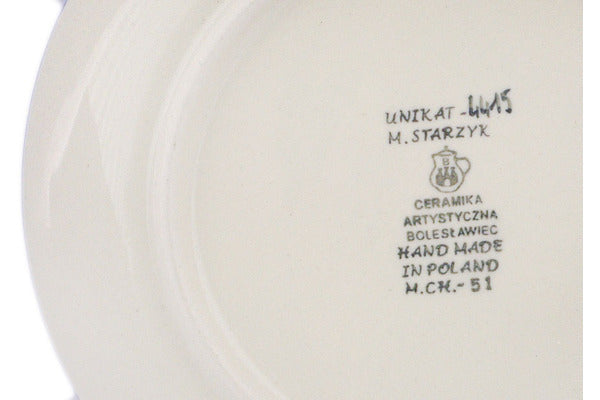 UNIKAT-4415
M. STARZYK
B
CERAMIKA
ARTYSTYCZNA
BOLESŁAWIEC
HAND MADE
IN POLAND
M.CH.-51